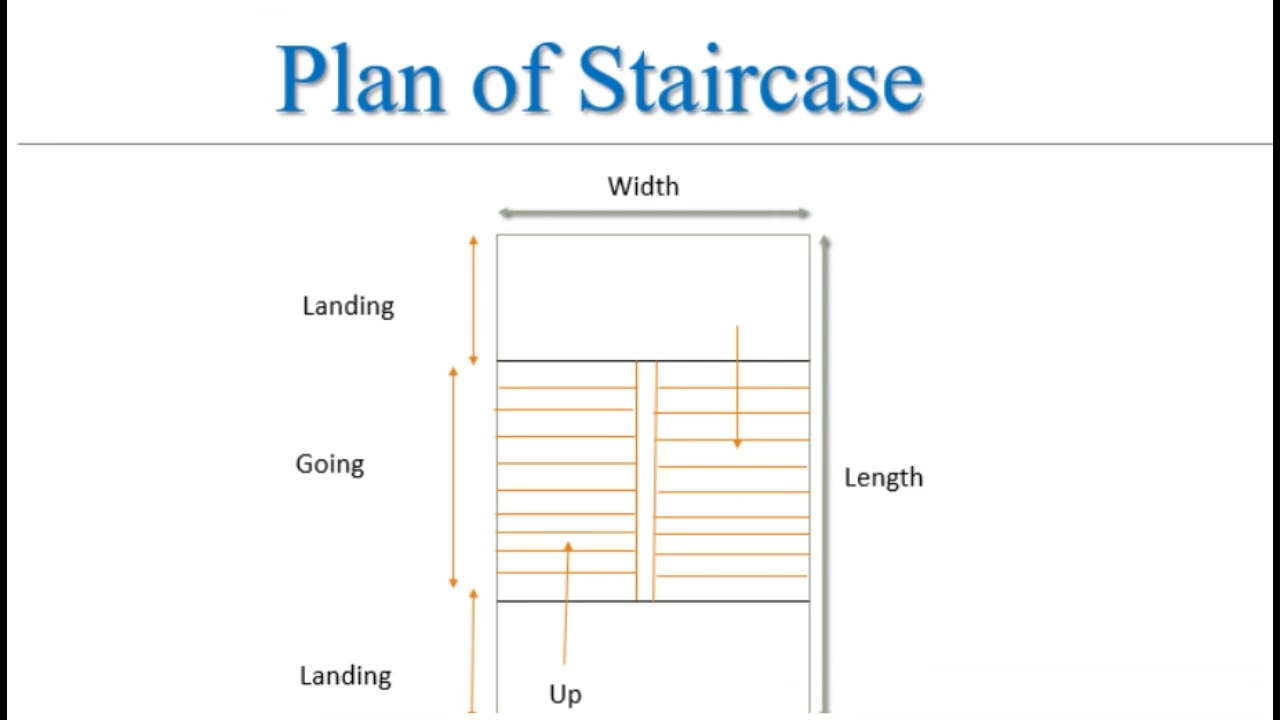 Plan of Staircase
Width
Landing
Going
Length
Landing
Up